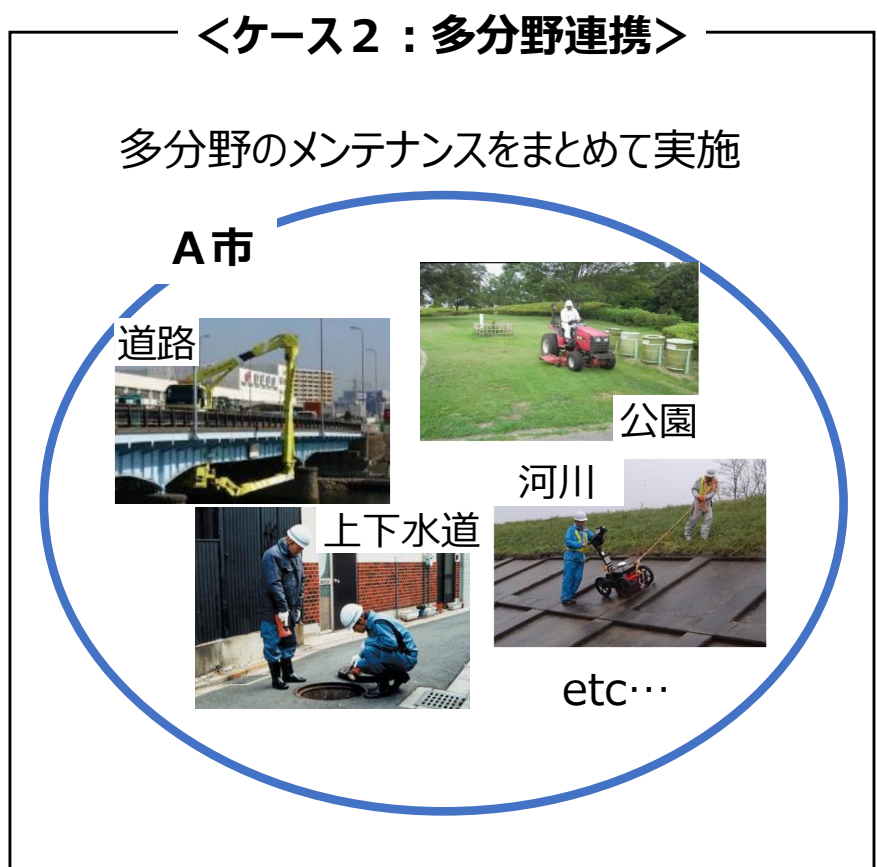 ＜ケース２：多分野連携＞
多分野のメンテナンスをまとめて実施
Ａ市
道路
公園
河川
上下水道
etc…